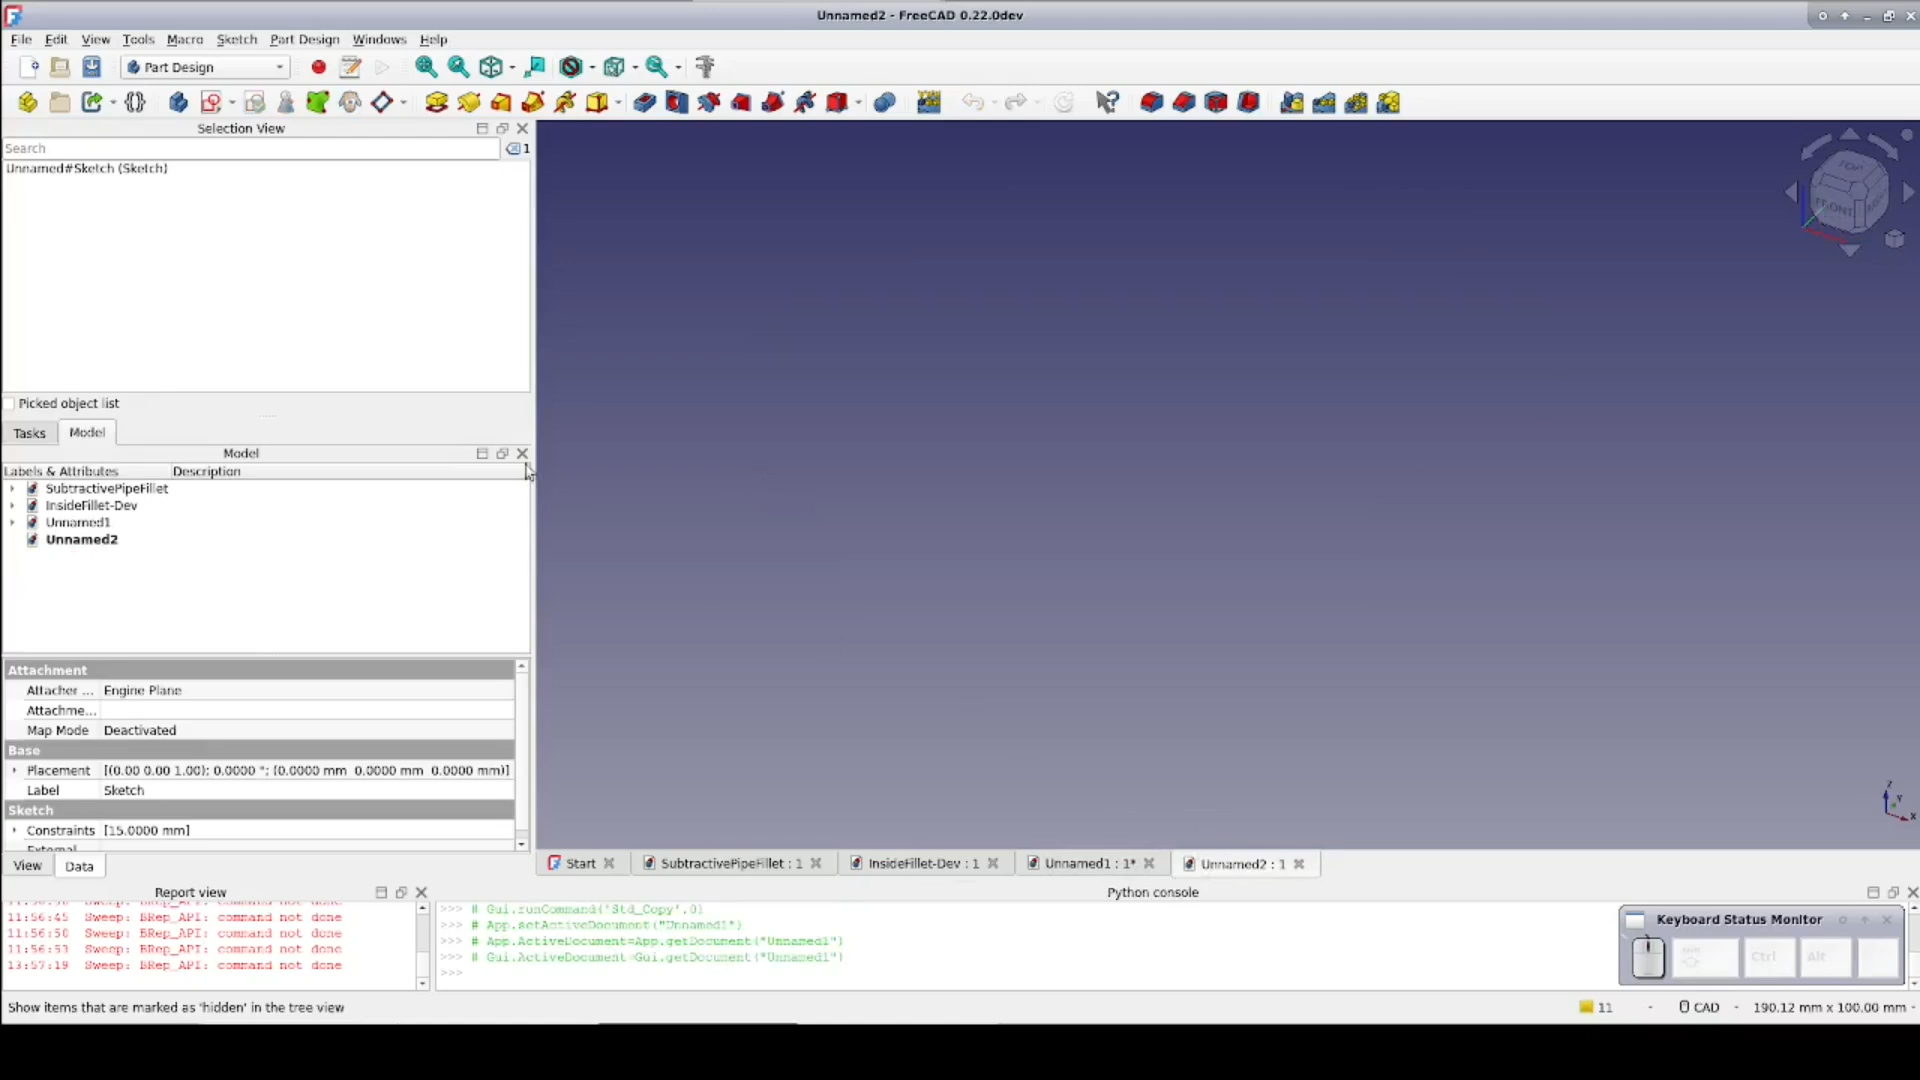 Unnamed2 - FreeCAD 0.22.0dev
File Edit View Tools Macro Sketch Part Design Windows Help
Part Design
Selection View
Search
1
Unnamed#Sketch (Sketch)
Picked object list
Tasks Model
Model
Labels & Attributes Description
SubtractivePipeFillet
InsideFillet-Dev
Unnamed1
Unnamed2
Attachment
Attacher ... Engine Plane
Attachme...
Map Mode Deactivated
Base
Placement [(0.00 0.00 1.00); 0.0000 °; (0.0000 mm 0.0000 mm 0.0000 mm)]
Label Sketch
Sketch
Constraints [15.0000 mm]
View Data
TOP
FRONT
Z
Y
X
Start SubtractivePipeFillet : 1 InsideFillet-Dev : 1 Unnamed1 : 1* Unnamed2 : 1
Report view
Sweep: BRep_API: command not done
11:56:45 Sweep: BRep_API: command not done
11:56:50 Sweep: BRep_API: command not done
11:56:53 Sweep: BRep_API: command not done
13:57:19 Sweep: BRep_API: command not done
Python console
>>> # Gui.runCommand('Std_Copy',0)
>>> # App.setActiveDocument("Unnamed1")
>>> # App.ActiveDocument=App.getDocument("Unnamed1")
>>> # Gui.ActiveDocument=Gui.getDocument("Unnamed1")
>>>
Keyboard Status Monitor
Ctrl Alt
Show items that are marked as 'hidden' in the tree view
11 - CAD - 190.12 mm x 100.00 mm -